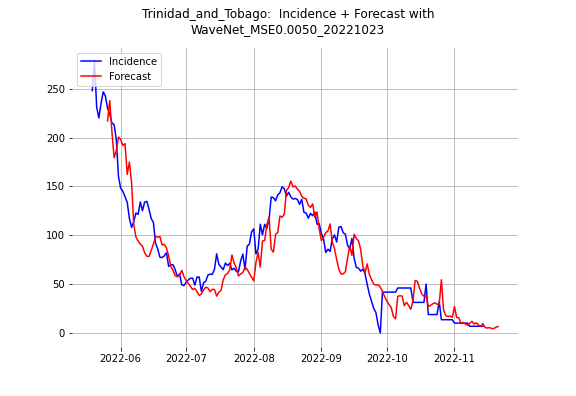 Trinidad_and_Tobago:  Incidence + Forecast with
WaveNet_MSE0.0050_20221023
Incidence
Forecast
250
200
150
100
50
0
2022-06 2022-07 2022-08 2022-09 2022-10 2022-11